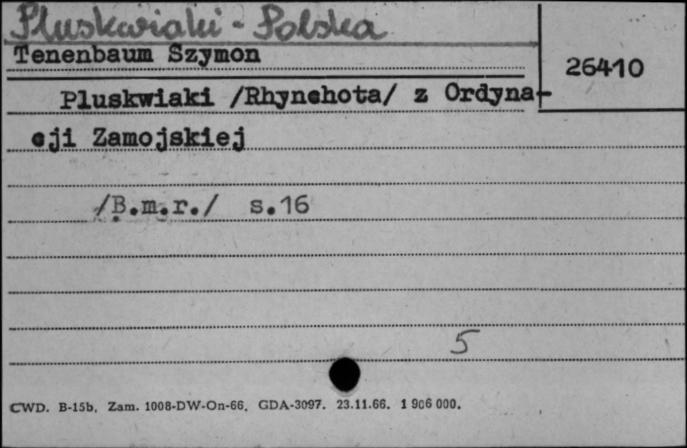 Pluskwiaki - Polska
Tenenbaum Szymon
26410
Pluskwiaki /Rhynchota/ z Ordyna-
cji Zamojskiej
/B.m.r./ s.16
5
CWD. B-15b. Zam. 1008-DW-On-66. GDA-3097. 23.11.66. 1 906 000.